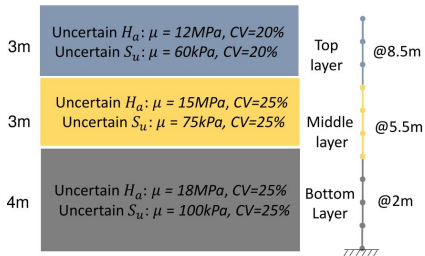 3m
Uncertain Hₐ: μ = 12MPa, CV=20%
Uncertain Sᵤ: μ = 60kPa, CV=20%
Top
layer
@8.5m
3m
Uncertain Hₐ: μ = 15MPa, CV=25%
Uncertain Sᵤ: μ = 75kPa, CV=25%
Middle
layer
@5.5m
4m
Uncertain Hₐ: μ = 18MPa, CV=25%
Uncertain Sᵤ: μ = 100kPa, CV=25%
Bottom
Layer
@2m